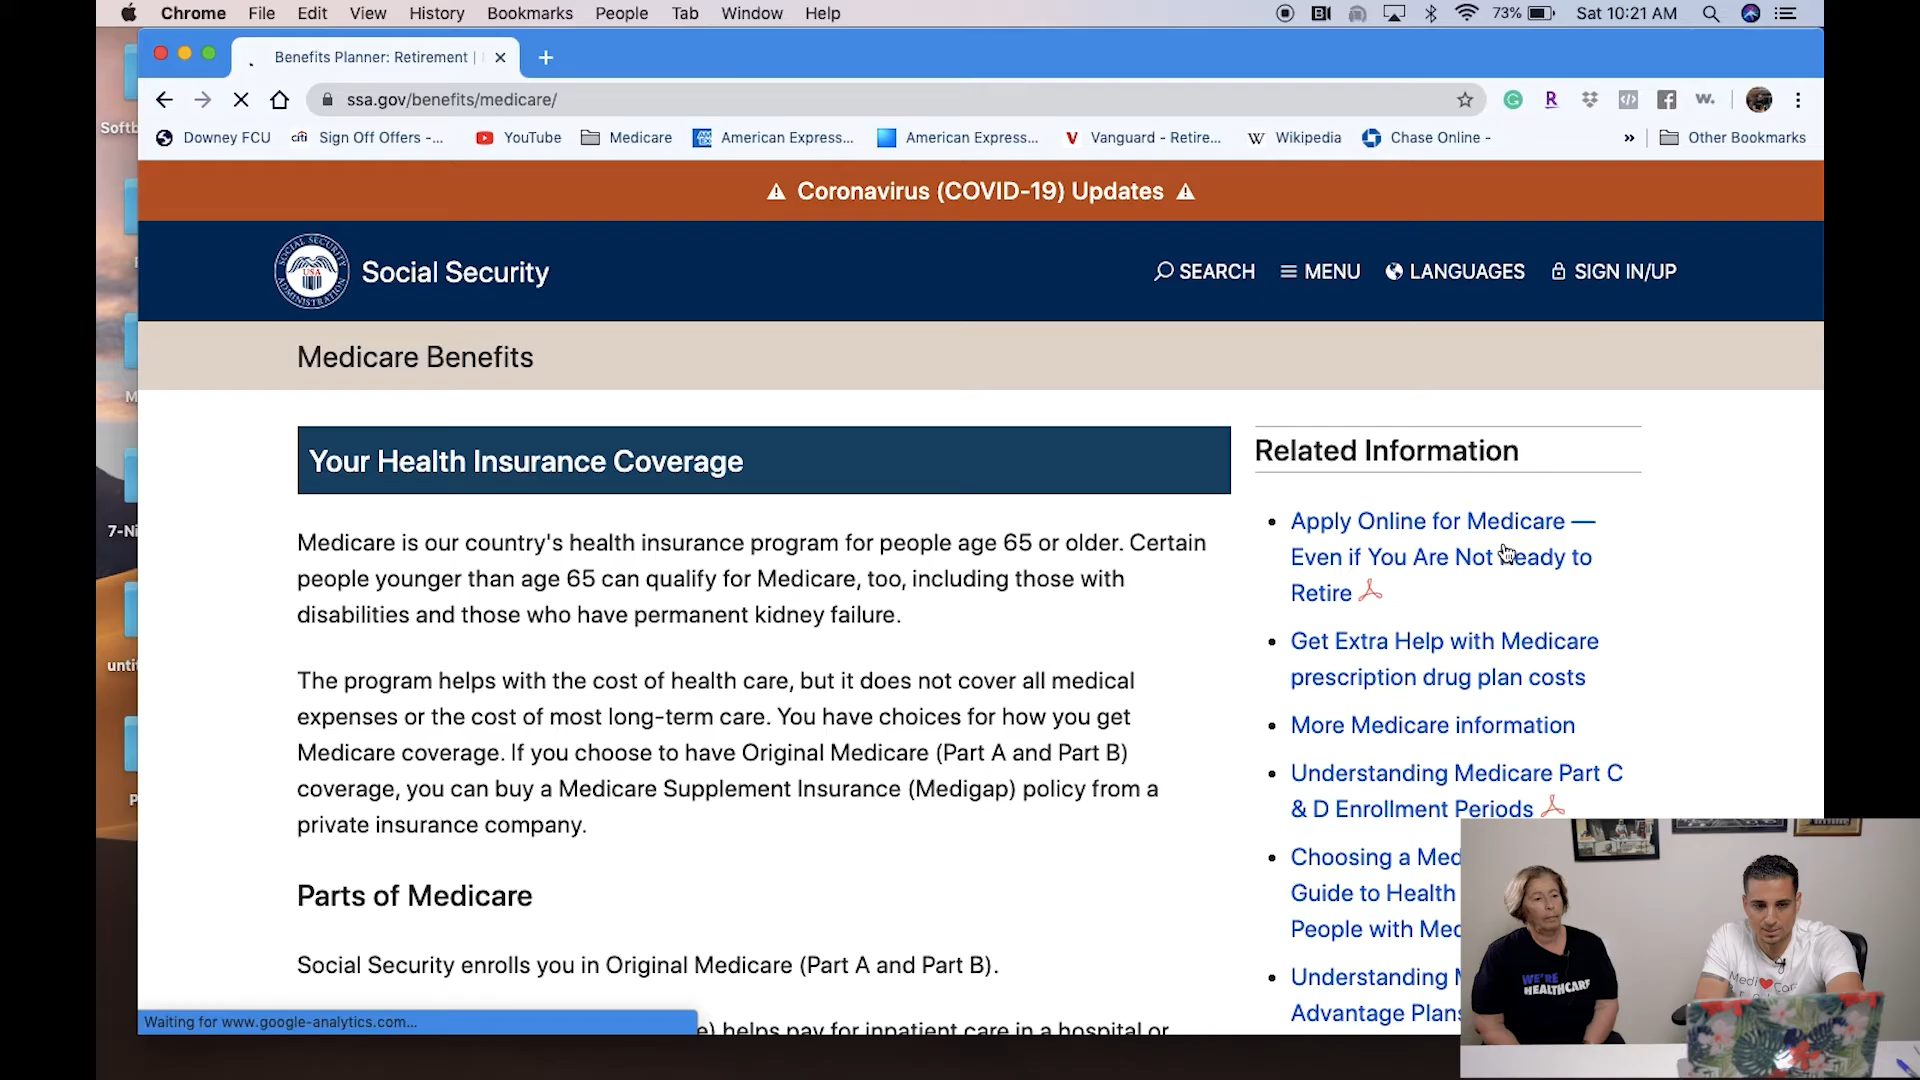 Chrome File Edit View History Bookmarks People Tab Window Help
73% Sat 10:21 AM
Benefits Planner: Retirement |
ssa.gov/benefits/medicare/
Downey FCU citi Sign Off Offers -... YouTube Medicare American Express... American Express... Vanguard - Retire... W Wikipedia Chase Online - » Other Bookmarks
Softb
7-Ni
unti
Coronavirus (COVID-19) Updates
SOCIAL SECURITY ADMINISTRATION
USA
Social Security
SEARCH MENU LANGUAGES SIGN IN/UP
Medicare Benefits
Your Health Insurance Coverage
Medicare is our country's health insurance program for people age 65 or older. Certain
people younger than age 65 can qualify for Medicare, too, including those with
disabilities and those who have permanent kidney failure.
The program helps with the cost of health care, but it does not cover all medical
expenses or the cost of most long-term care. You have choices for how you get
Medicare coverage. If you choose to have Original Medicare (Part A and Part B)
coverage, you can buy a Medicare Supplement Insurance (Medigap) policy from a
private insurance company.
Parts of Medicare
Social Security enrolls you in Original Medicare (Part A and Part B).
e) helps pay for inpatient care in a hospital or
Waiting for www.google-analytics.com...
Related Information
Apply Online for Medicare —
Even if You Are Not Ready to
Retire
Get Extra Help with Medicare
prescription drug plan costs
More Medicare information
Understanding Medicare Part C
& D Enrollment Periods
Choosing a Med
Guide to Health
People with Med
Understanding M
Advantage Plans
WE'RE
HEALTHCARE